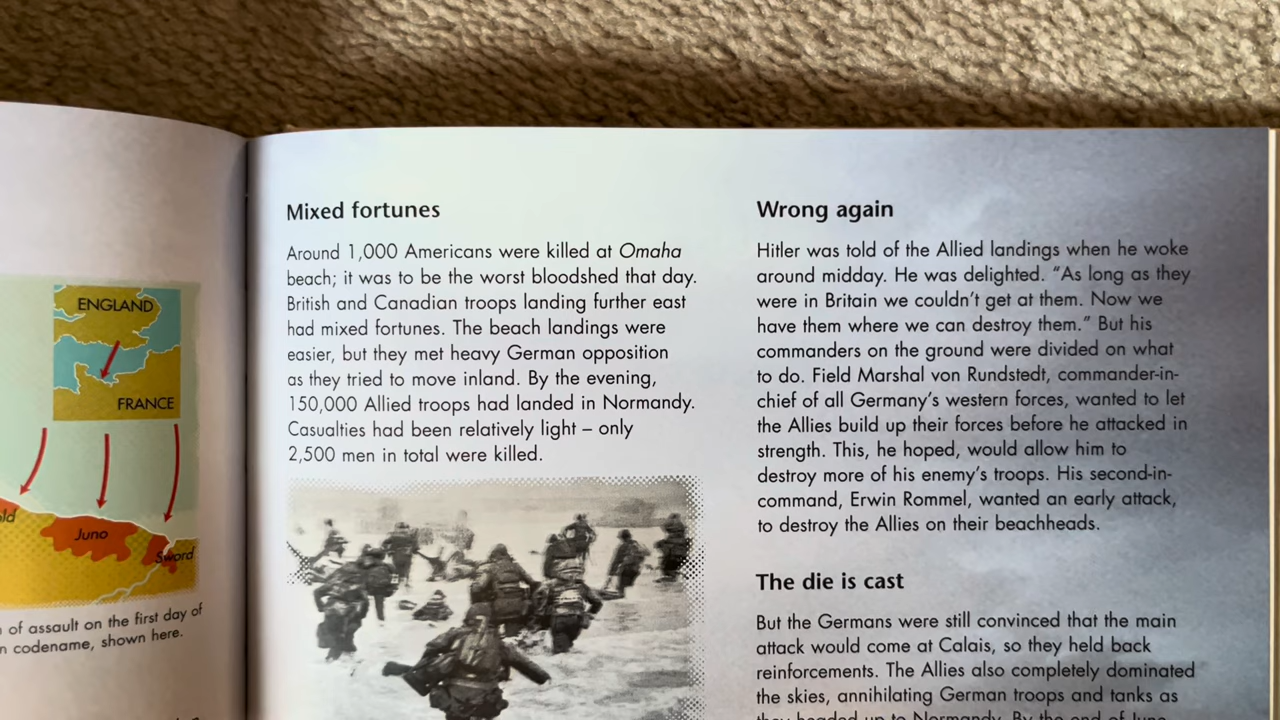 ENGLAND
FRANCE
Juno
Sword
of assault on the first day of
codename, shown here.
Mixed fortunes
Around 1,000 Americans were killed at Omaha
beach; it was to be the worst bloodshed that day.
British and Canadian troops landing further east
had mixed fortunes. The beach landings were
easier, but they met heavy German opposition
as they tried to move inland. By the evening,
150,000 Allied troops had landed in Normandy.
Casualties had been relatively light – only
2,500 men in total were killed.
Wrong again
Hitler was told of the Allied landings when he woke
around midday. He was delighted. “As long as they
were in Britain we couldn’t get at them. Now we
have them where we can destroy them.” But his
commanders on the ground were divided on what
to do. Field Marshal von Rundstedt, commander-in-
chief of all Germany’s western forces, wanted to let
the Allies build up their forces before he attacked in
strength. This, he hoped, would allow him to
destroy more of his enemy’s troops. His second-in-
command, Erwin Rommel, wanted an early attack,
to destroy the Allies on their beachheads.
The die is cast
But the Germans were still convinced that the main
attack would come at Calais, so they held back
reinforcements. The Allies also completely dominated
the skies, annihilating German troops and tanks as
they headed up to Normandy. By the end of June